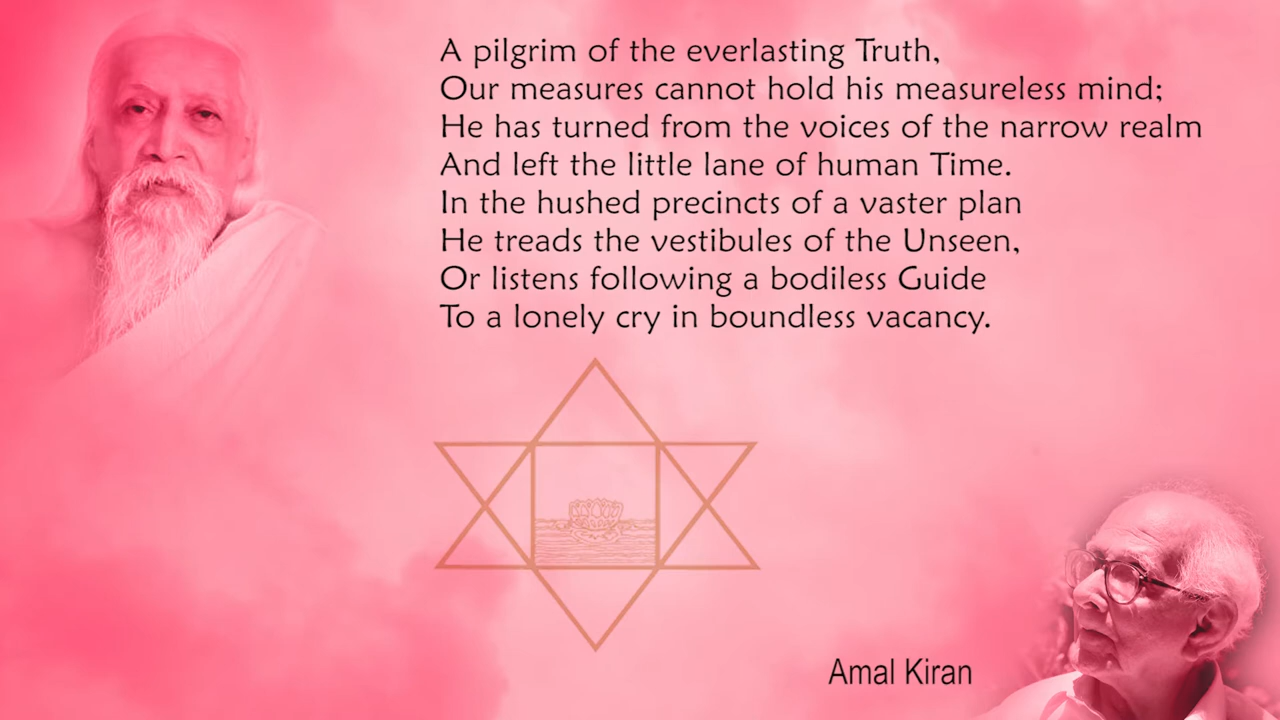 A pilgrim of the everlasting Truth,
Our measures cannot hold his measureless mind;
He has turned from the voices of the narrow realm
And left the little lane of human Time.
In the hushed precincts of a vaster plan
He treads the vestibules of the Unseen,
Or listens following a bodiless Guide
To a lonely cry in boundless vacancy.
Amal Kiran